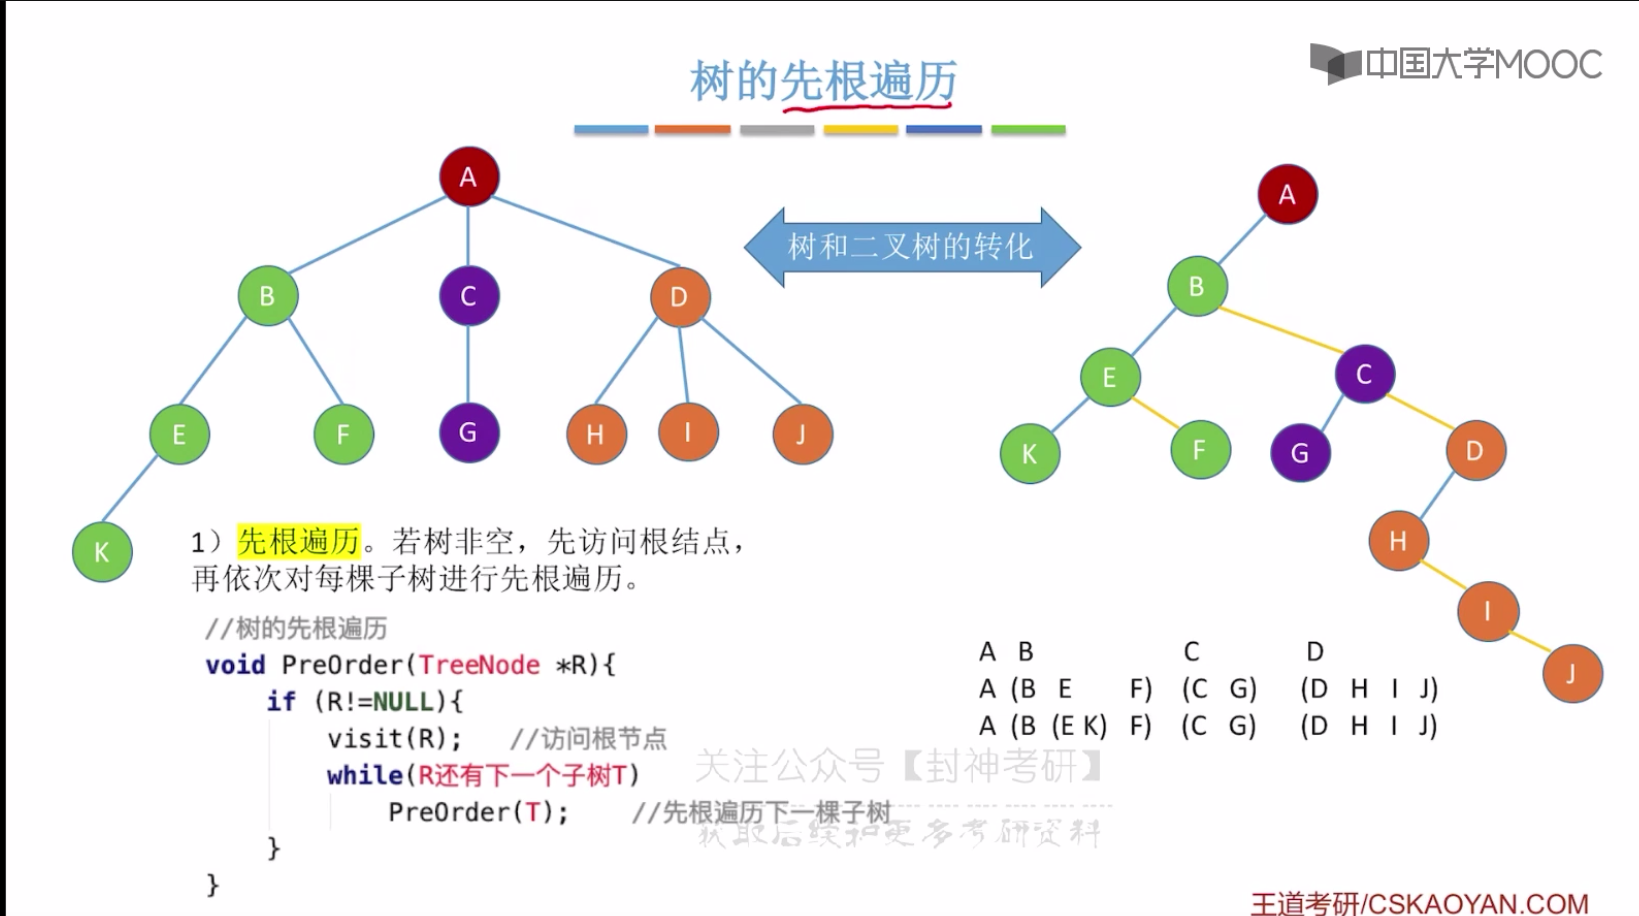 中国大学MOOC
树的先根遍历
A
B
C
D
E
F
G
H
I
J
K
树和二叉树的转化
A
B
E
C
K
F
G
D
H
I
J
1）先根遍历。若树非空，先访问根结点，
再依次对每棵子树进行先根遍历。
//树的先根遍历
void PreOrder(TreeNode *R){
if (R!=NULL){
visit(R); //访问根节点
while(R还有下一个子树T)
PreOrder(T); //先根遍历下一棵子树
}
}
A B C D
A (B E F) (C G) (D H I J)
A (B (E K) F) (C G) (D H I J)
关注公众号【封神考研】
获取后续和更多考研资料
王道考研/CSKAOYAN.COM